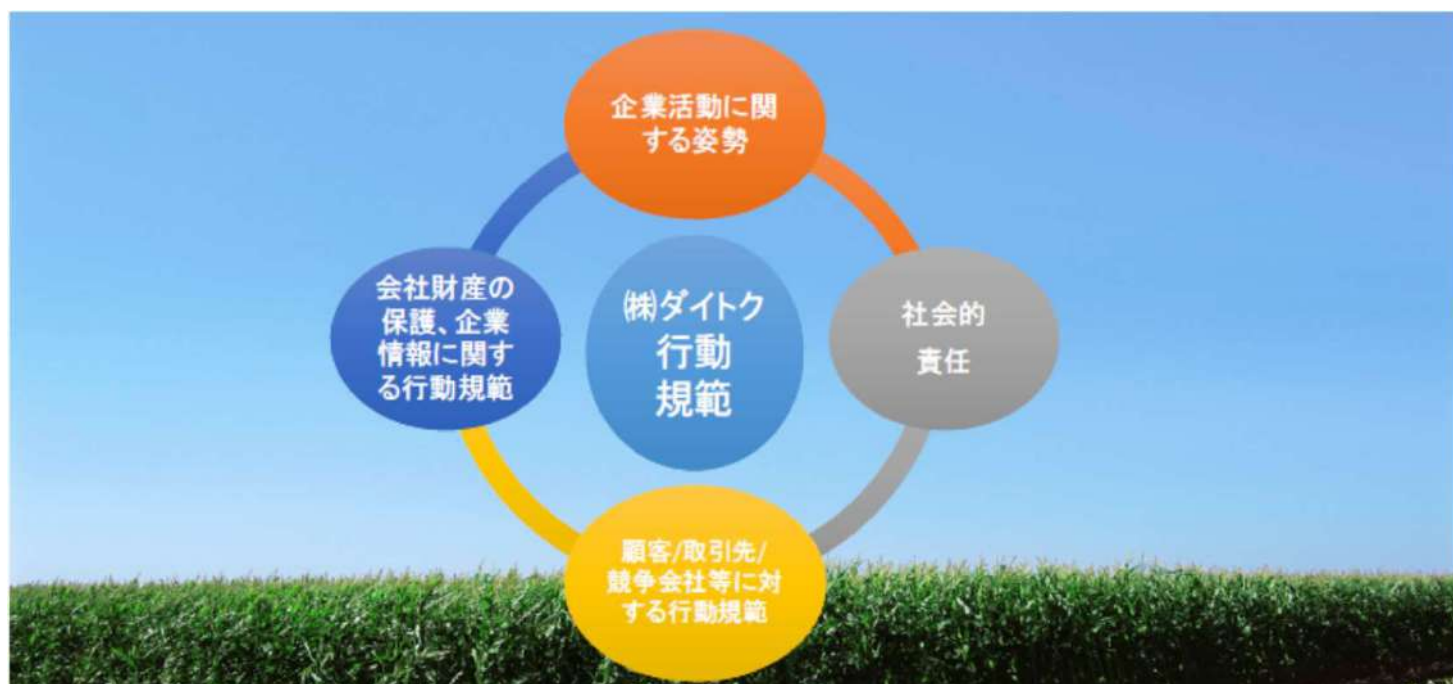 企業活動に関
する姿勢
会社財産の
保護、企業
情報に関す
る行動規範
㈱ダイトク
行動
規範
社会的
責任
顧客/取引先/
競争会社等に対
する行動規範